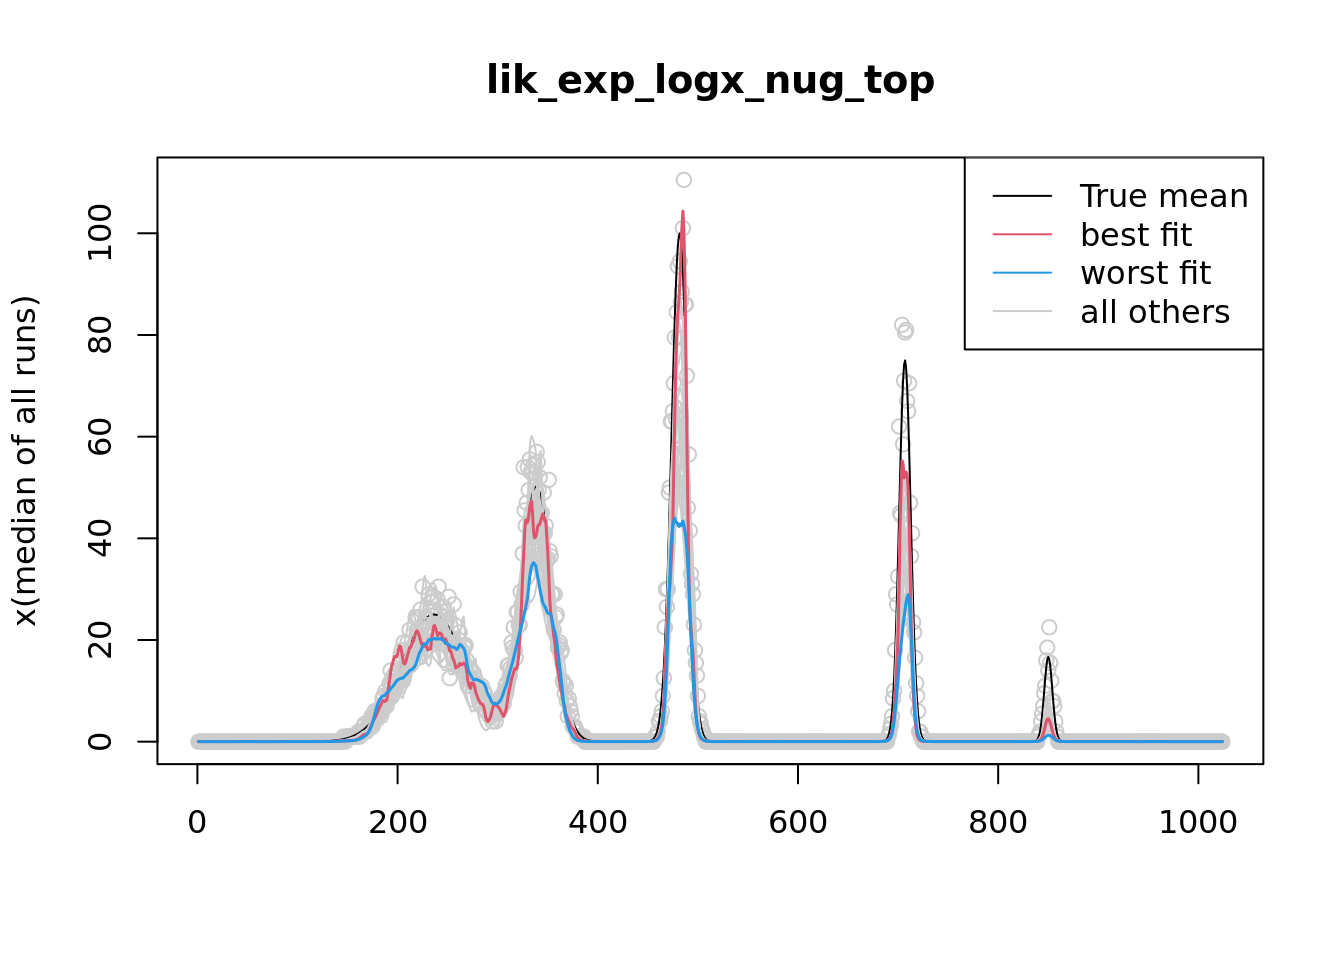 lik_exp_logx_nug_top
True mean
best fit
worst fit
all others
x(median of all runs)
100
80
60
40
20
0
0 200 400 600 800 1000